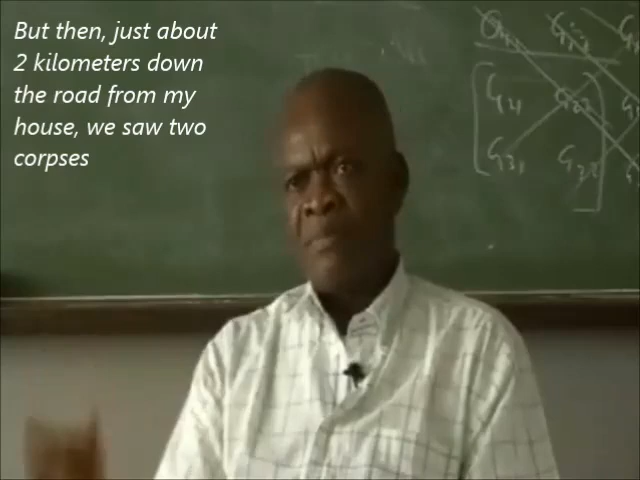 But then, just about
2 kilometers down
the road from my
house, we saw two
corpses